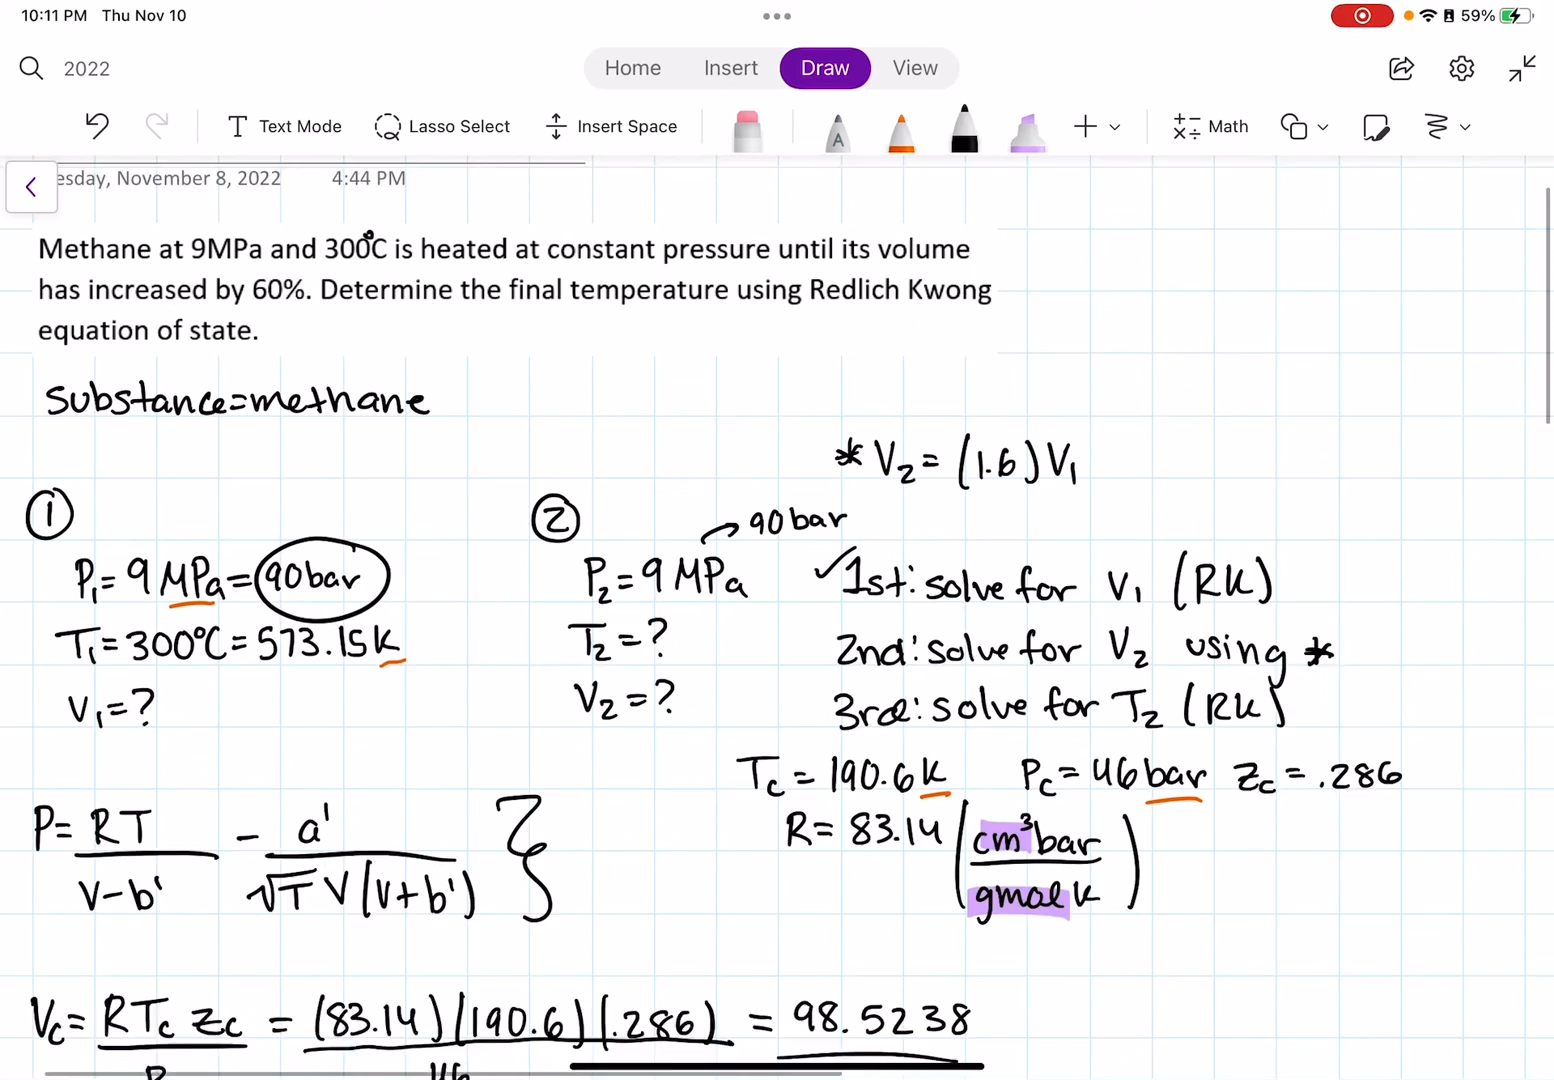 10:11 PM Thu Nov 10
59%
2022
Home Insert Draw View
Text Mode Lasso Select Insert Space A Math
esday, November 8, 2022 4:44 PM
Methane at 9MPa and 300°C is heated at constant pressure until its volume
has increased by 60%. Determine the final temperature using Redlich Kwong
equation of state.
substance=methane
* V₂ = (1.6) V₁
①
② → 90 bar
P₁ = 9 MPa = 90 bar
P₂ = 9 MPa
✓ 1st: solve for V₁ (RK)
T₁ = 300°C = 573.15 K
T₂ = ?
2nd: solve for V₂ using *
V₁ = ?
V₂ = ?
3rd: solve for T₂ (RK)
Tc = 190.6 K Pc = 46 bar Zc = .286
P = RT / V-b' - a' / √T V (V+b')
R = 83.14 (cm³ bar / gmol K)
Vc = RTc Zc / P = (83.14)(190.6)(.286) / 46 = 98.5238